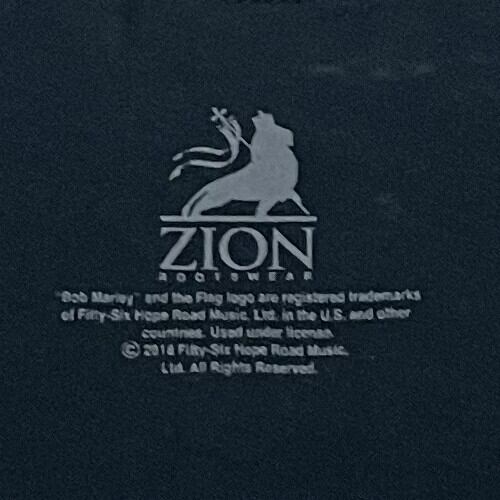 ZION
ROOTSWEAR
"Bob Marley" and the Flag logo are registered trademarks
of Fifty-Six Hope Road Music, Ltd. in the U.S. and other
countries. Used under license.
© 2016 Fifty-Six Hope Road Music,
Ltd. All Rights Reserved.